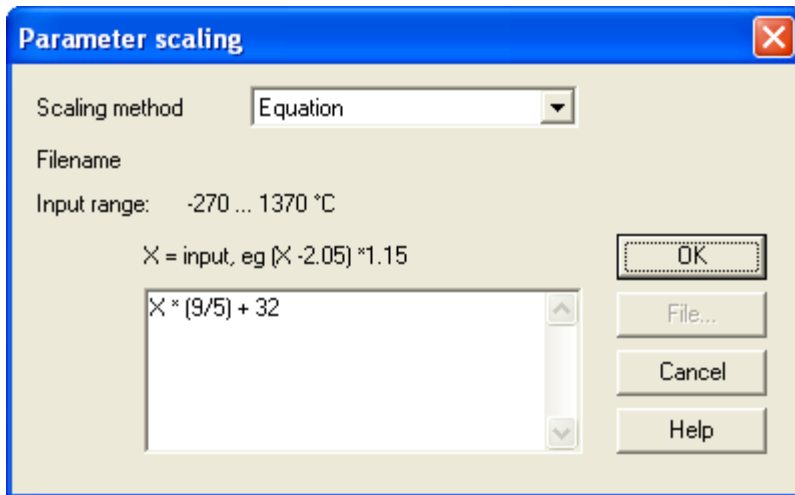 Parameter scaling
Scaling method Equation
Filename
Input range: -270 ... 1370 °C
X = input, eg (X -2.05) *1.15
OK
X * (9/5) + 32
File...
Cancel
Help